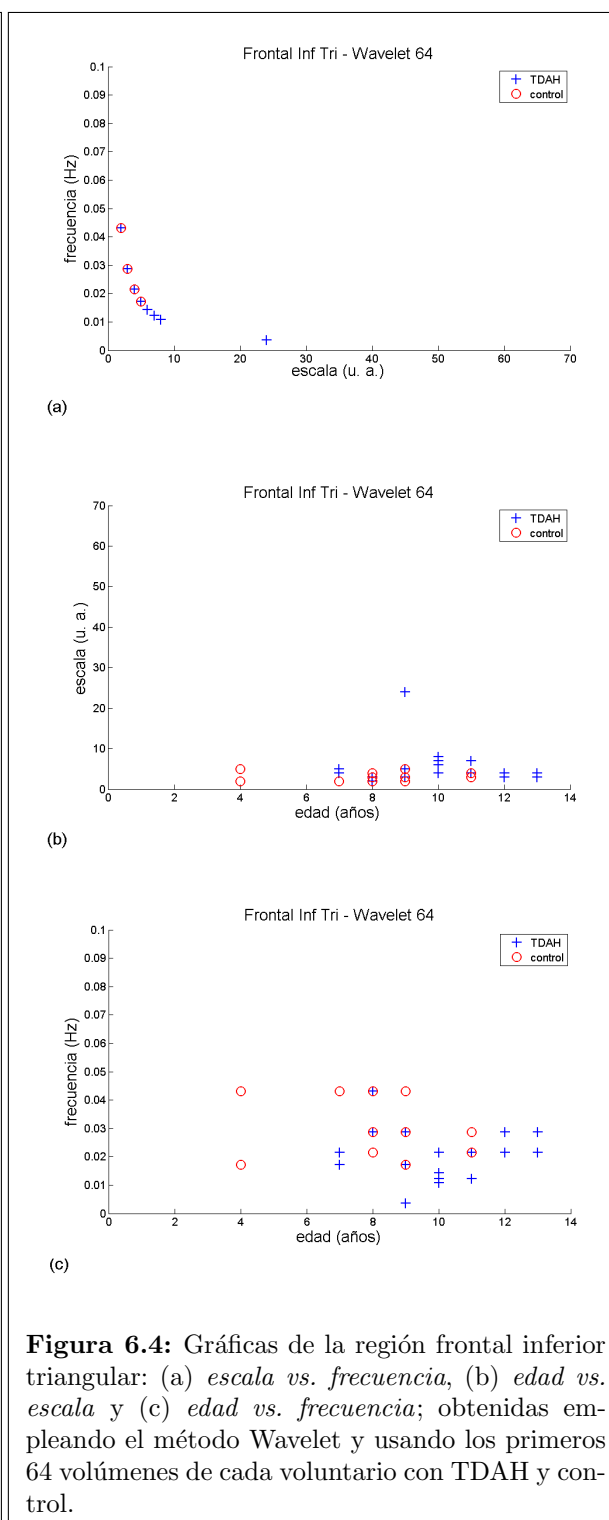 Frontal Inf Tri - Wavelet 64
TDAH
control
0.1
0.09
0.08
0.07
0.06
0.05
0.04
0.03
0.02
0.01
0
frecuencia (Hz)
0 10 20 30 40 50 60 70
escala (u. a.)
(a)
Frontal Inf Tri - Wavelet 64
TDAH
control
70
60
50
40
30
20
10
0
escala (u. a.)
0 2 4 6 8 10 12 14
edad (años)
(b)
Frontal Inf Tri - Wavelet 64
TDAH
control
0.1
0.09
0.08
0.07
0.06
0.05
0.04
0.03
0.02
0.01
0
frecuencia (Hz)
0 2 4 6 8 10 12 14
edad (años)
(c)
Figura 6.4: Gráficas de la región frontal inferior
triangular: (a) escala vs. frecuencia, (b) edad vs.
escala y (c) edad vs. frecuencia; obtenidas em-
pleando el método Wavelet y usando los primeros
64 volúmenes de cada voluntario con TDAH y con-
trol.